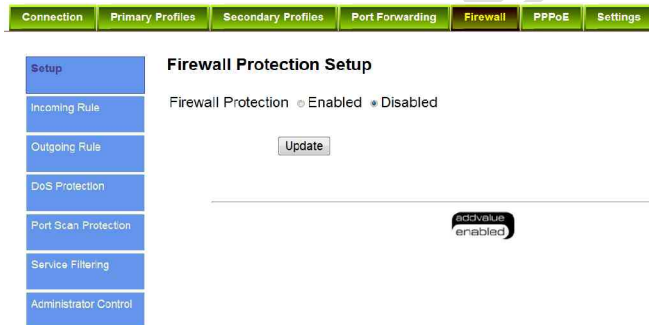 Connection Primary Profiles Secondary Profiles Port Forwarding Firewall PPPoE Settings
Setup
Firewall Protection Setup
Incoming Rule
Firewall Protection Enabled Disabled
Outgoing Rule
Update
DoS Protection
Port Scan Protection
addvalue
enabled
Service Filtering
Administrator Control